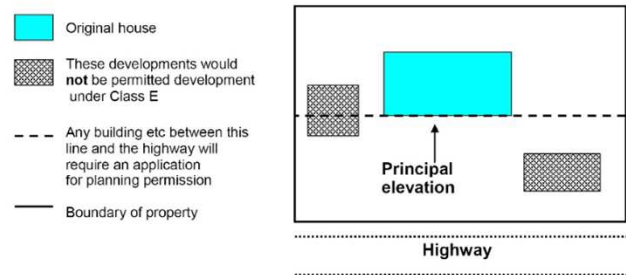 Original house
These developments would
not be permitted development
under Class E
Any building etc between this
line and the highway will
require an application
for planning permission
Boundary of property
Principal
elevation
Highway